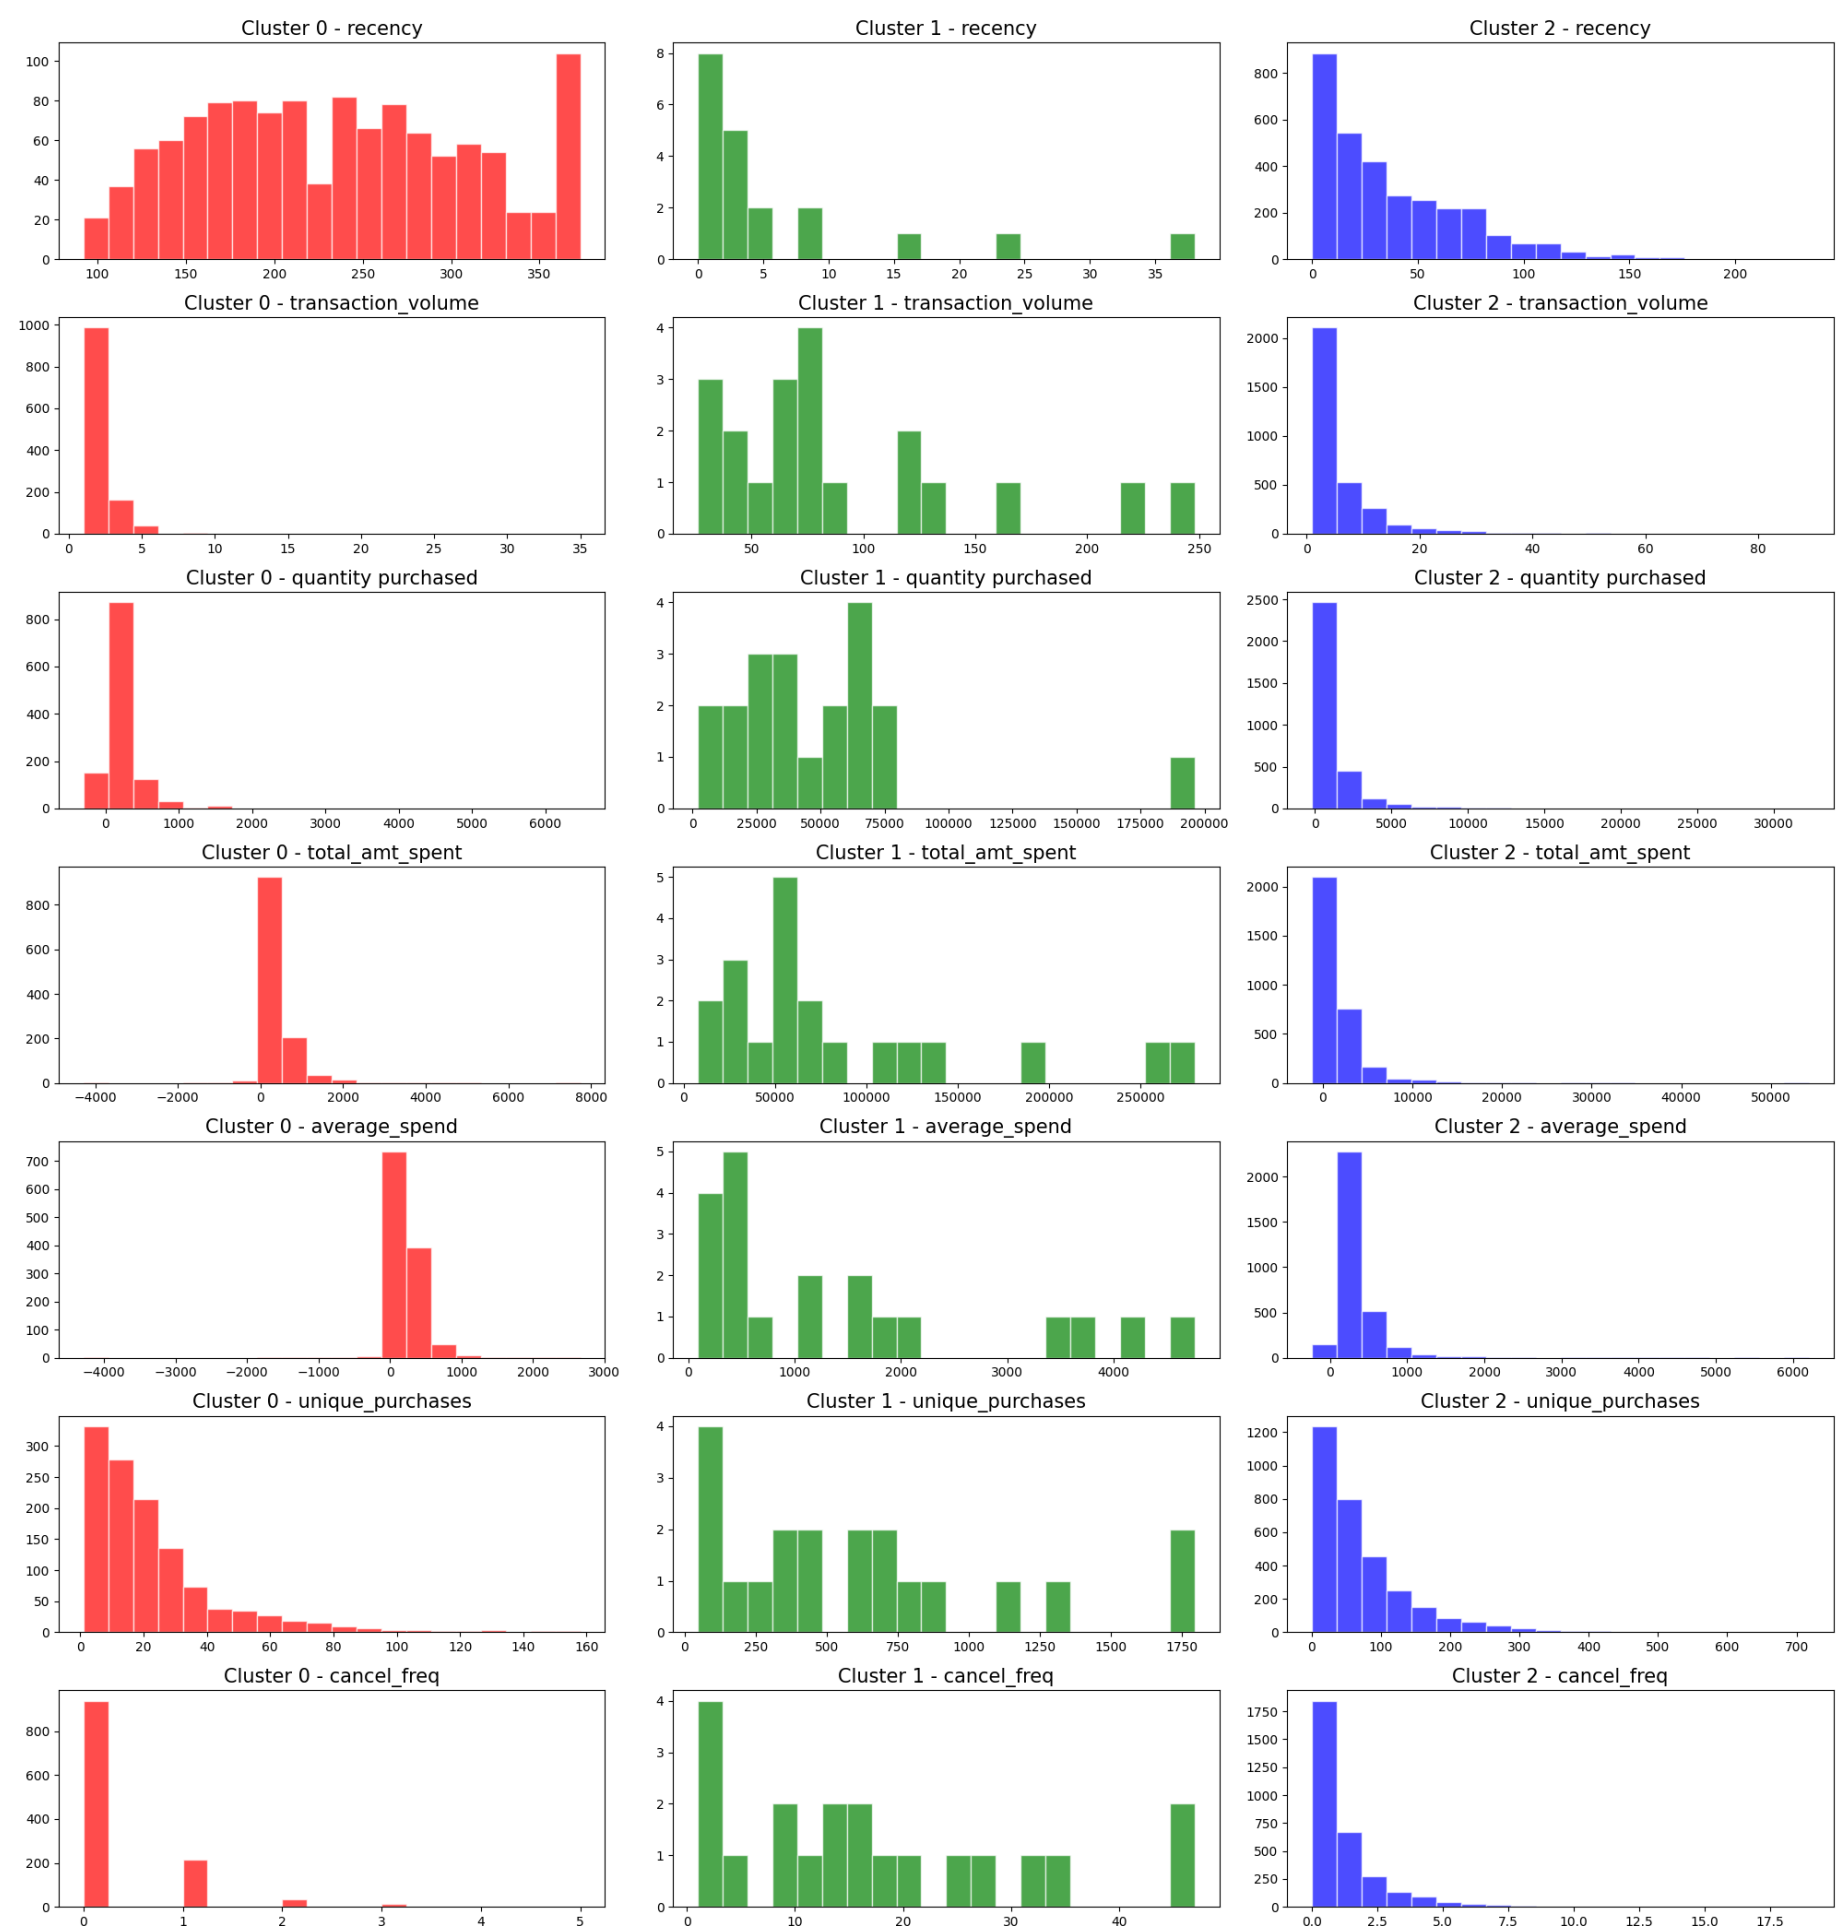 Cluster 0 - recency
Cluster 1 - recency
Cluster 2 - recency
100
80
60
40
20
0
100 150 200 250 300 350
8
6
4
2
0
0 5 10 15 20 25 30 35
800
600
400
200
0
0 50 100 150 200
Cluster 0 - transaction_volume
Cluster 1 - transaction_volume
Cluster 2 - transaction_volume
1000
800
600
400
200
0
0 5 10 15 20 25 30 35
4
3
2
1
0
50 100 150 200 250
2000
1500
1000
500
0
0 20 40 60 80
Cluster 0 - quantity purchased
Cluster 1 - quantity purchased
Cluster 2 - quantity purchased
800
600
400
200
0
0 1000 2000 3000 4000 5000 6000
4
3
2
1
0
0 25000 50000 75000 100000 125000 150000 175000 200000
2500
2000
1500
1000
500
0
0 5000 10000 15000 20000 25000 30000
Cluster 0 - total_amt_spent
Cluster 1 - total_amt_spent
Cluster 2 - total_amt_spent
800
600
400
200
0
−4000 −2000 0 2000 4000 6000 8000
5
4
3
2
1
0
0 50000 100000 150000 200000 250000
2000
1500
1000
500
0
0 10000 20000 30000 40000 50000
Cluster 0 - average_spend
Cluster 1 - average_spend
Cluster 2 - average_spend
700
600
500
400
300
200
100
0
−4000 −3000 −2000 −1000 0 1000 2000 3000
5
4
3
2
1
0
0 1000 2000 3000 4000
2000
1500
1000
500
0
0 1000 2000 3000 4000 5000 6000
Cluster 0 - unique_purchases
Cluster 1 - unique_purchases
Cluster 2 - unique_purchases
300
250
200
150
100
50
0
0 20 40 60 80 100 120 140 160
4
3
2
1
0
0 250 500 750 1000 1250 1500 1750
1200
1000
800
600
400
200
0
0 100 200 300 400 500 600 700
Cluster 0 - cancel_freq
Cluster 1 - cancel_freq
Cluster 2 - cancel_freq
800
600
400
200
0
0 1 2 3 4 5
4
3
2
1
0
0 10 20 30 40
1750
1500
1250
1000
750
500
250
0
0.0 2.5 5.0 7.5 10.0 12.5 15.0 17.5